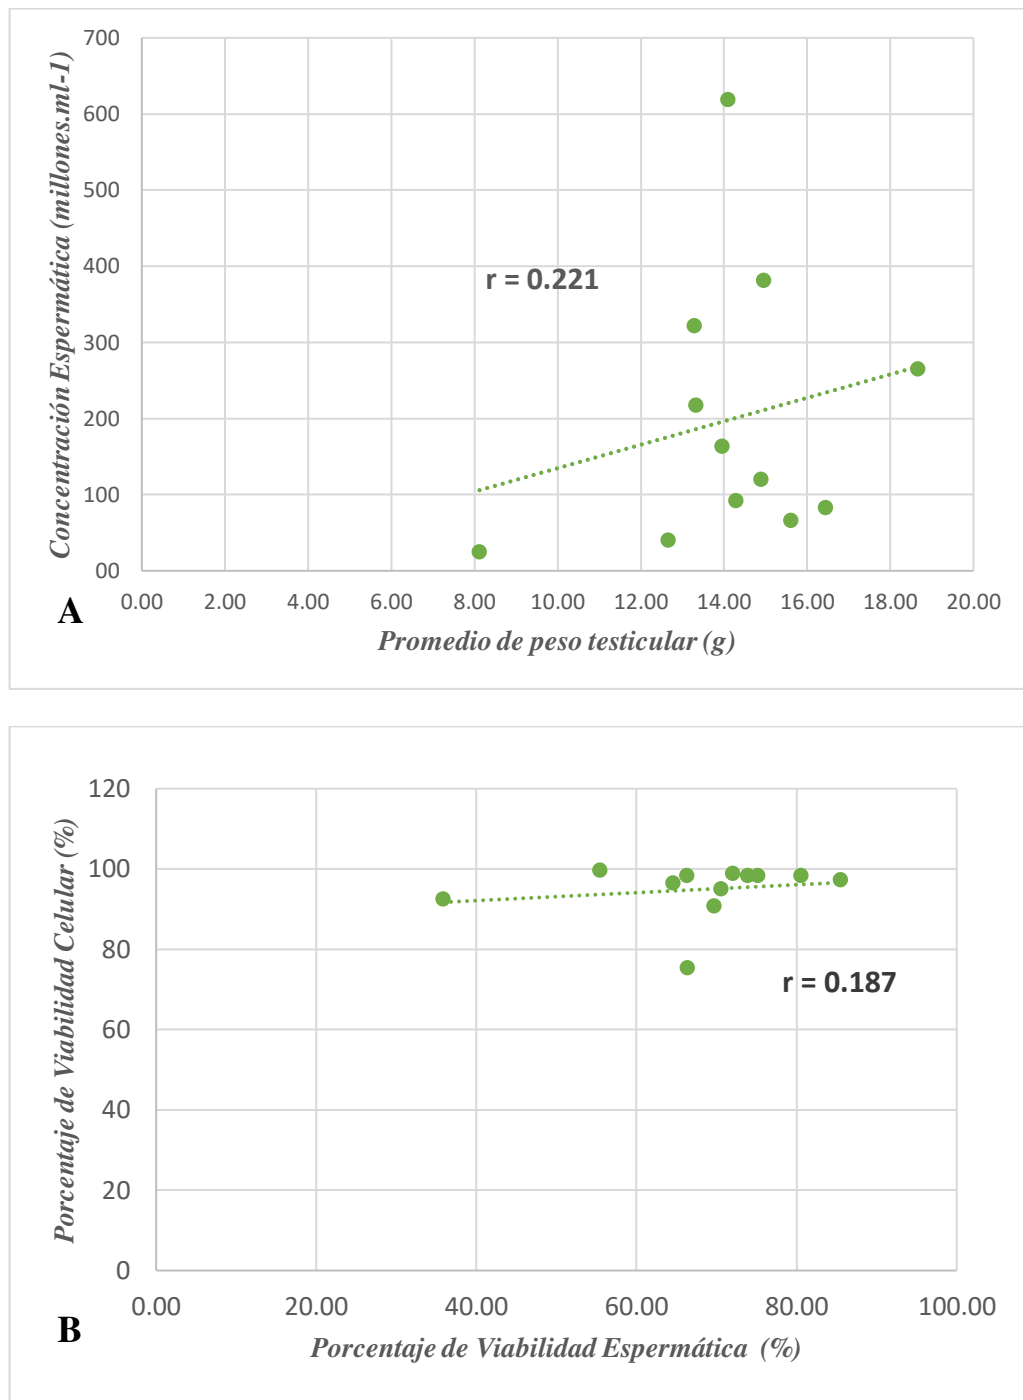 Concentración Espermática (millones.ml-1)
700
600
500
400
300
200
100
00
r = 0.221
0.00 2.00 4.00 6.00 8.00 10.00 12.00 14.00 16.00 18.00 20.00
A
Promedio de peso testicular (g)
Porcentaje de Viabilidad Celular (%)
120
100
80
60
40
20
0
r = 0.187
0.00 20.00 40.00 60.00 80.00 100.00
B
Porcentaje de Viabilidad Espermática (%)